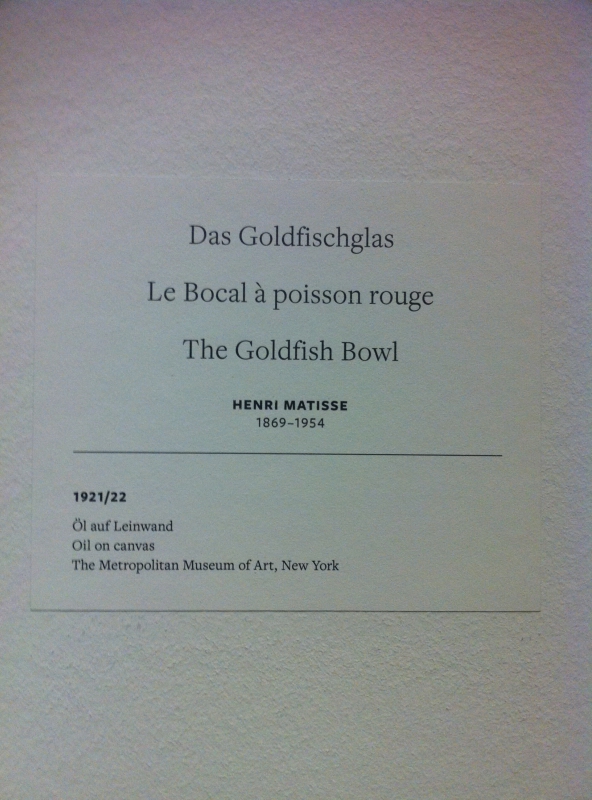 Das Goldfischglas
Le Bocal à poisson rouge
The Goldfish Bowl
HENRI MATISSE
1869–1954
1921/22
Öl auf Leinwand
Oil on canvas
The Metropolitan Museum of Art, New York